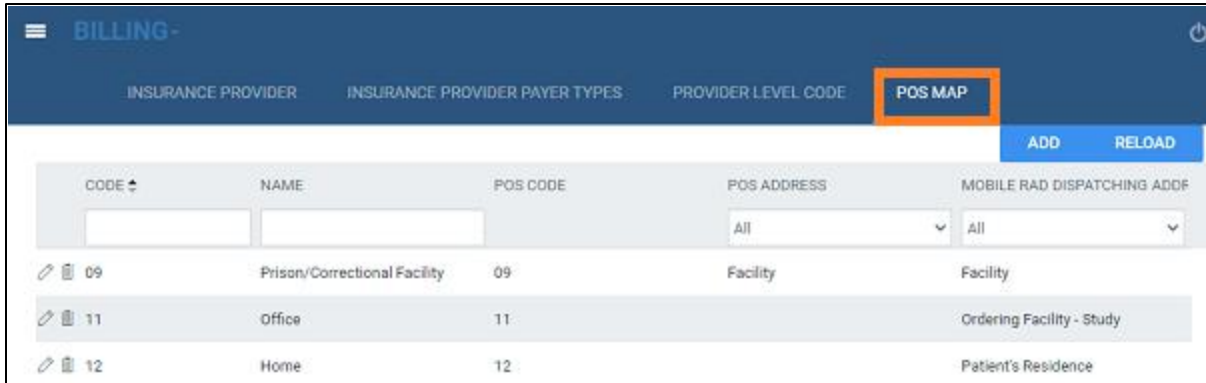 BILLING-
INSURANCE PROVIDER INSURANCE PROVIDER PAYER TYPES PROVIDER LEVEL CODE POS MAP
ADD RELOAD
CODE NAME POS CODE POS ADDRESS MOBILE RAD DISPATCHING ADDR
All All
09 Prison/Correctional Facility 09 Facility Facility
11 Office 11 Ordering Facility - Study
12 Home 12 Patient's Residence